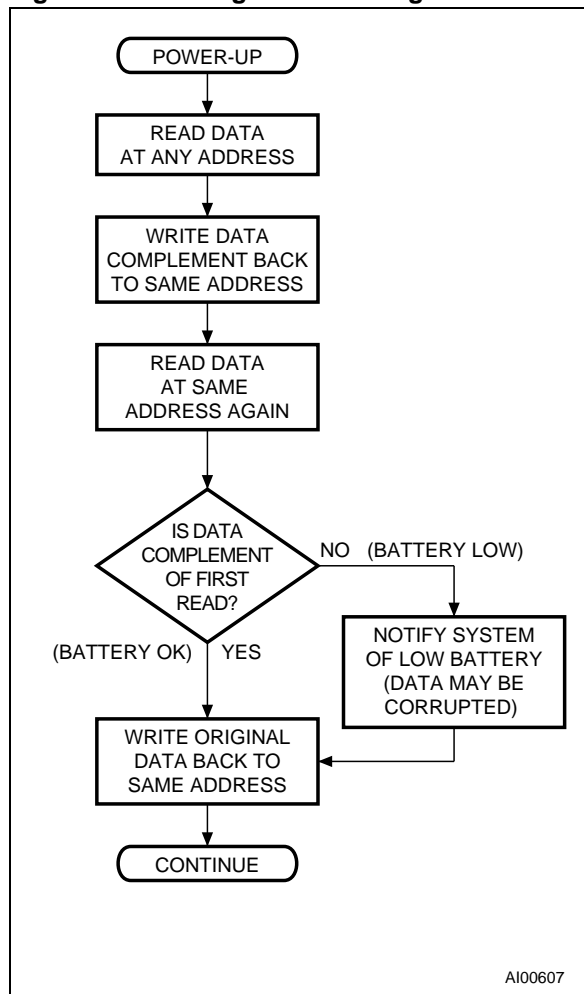 POWER-UP
READ DATA
AT ANY ADDRESS
WRITE DATA
COMPLEMENT BACK
TO SAME ADDRESS
READ DATA
AT SAME
ADDRESS AGAIN
IS DATA
COMPLEMENT
OF FIRST
READ?
NO (BATTERY LOW)
NOTIFY SYSTEM
OF LOW BATTERY
(DATA MAY BE
CORRUPTED)
(BATTERY OK) YES
WRITE ORIGINAL
DATA BACK TO
SAME ADDRESS
CONTINUE
AI00607